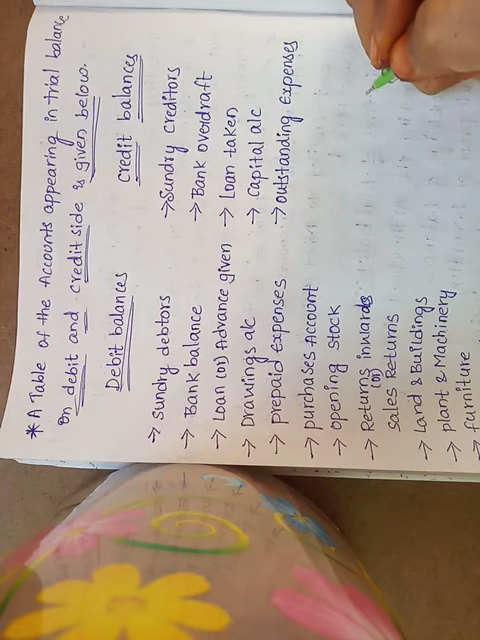 * A Table of the Accounts appearing in trial balance
on debit and credit side is given below.
Debit balances
→ sundry debtors
→ Bank balance
→ Loan (or) Advance given
→ Drawings a/c
→ prepaid expenses
→ purchases Account
→ opening stock
→ Returns inwards
(or)
sales Returns
→ Land & Buildings
→ plant & Machinery
→ furniture
credit balances
→ Sundry creditors
→ Bank overdraft
→ Loan taken
→ Capital a/c
→ outstanding Expenses